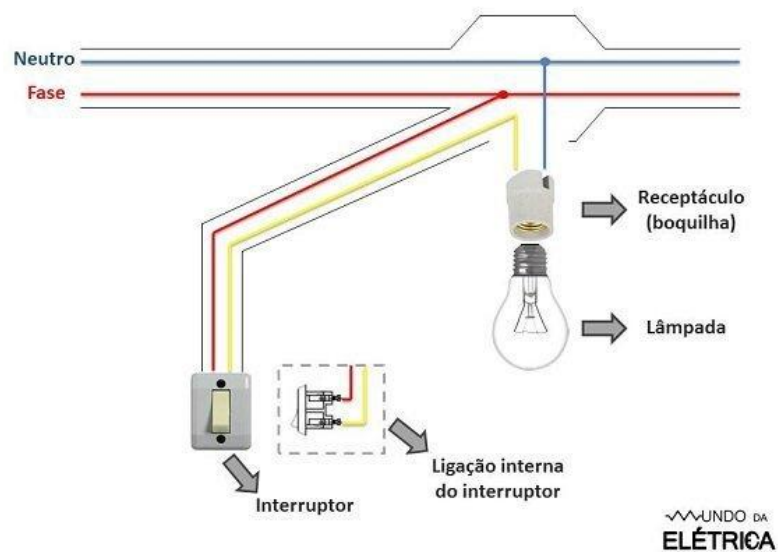 Neutro
Fase
Receptáculo
(boquilha)
Lâmpada
Ligação interna
do interruptor
Interruptor
MUNDO DA
ELÉTRICA